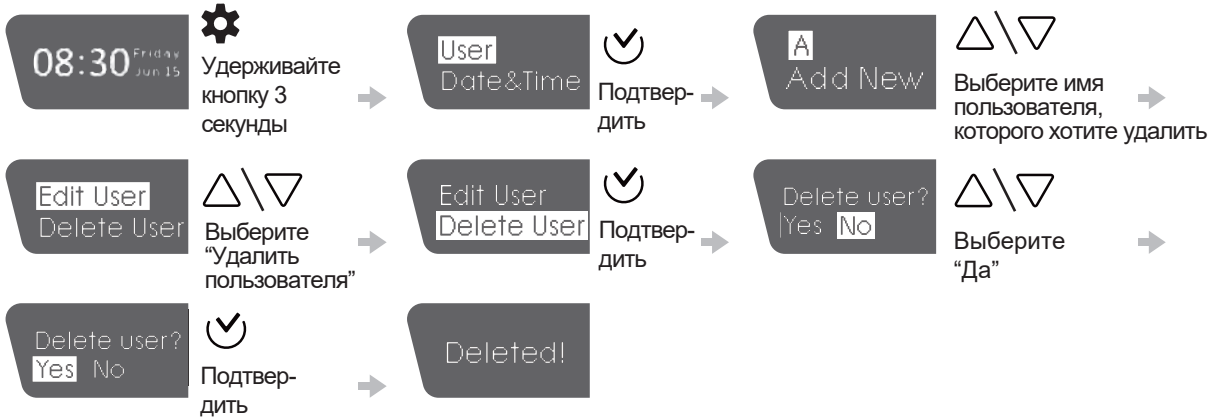 08:30 Friday
Jun 15
Удерживайте
кнопку 3
секунды
User
Date&Time
Подтвер-
дить
A
Add New
Выберите имя
пользователя,
которого хотите удалить
Edit User
Delete User
Выберите
“Удалить
пользователя”
Edit User
Delete User
Подтвер-
дить
Delete user?
Yes No
Выберите
“Да”
Delete user?
Yes No
Подтвер-
дить
Deleted!